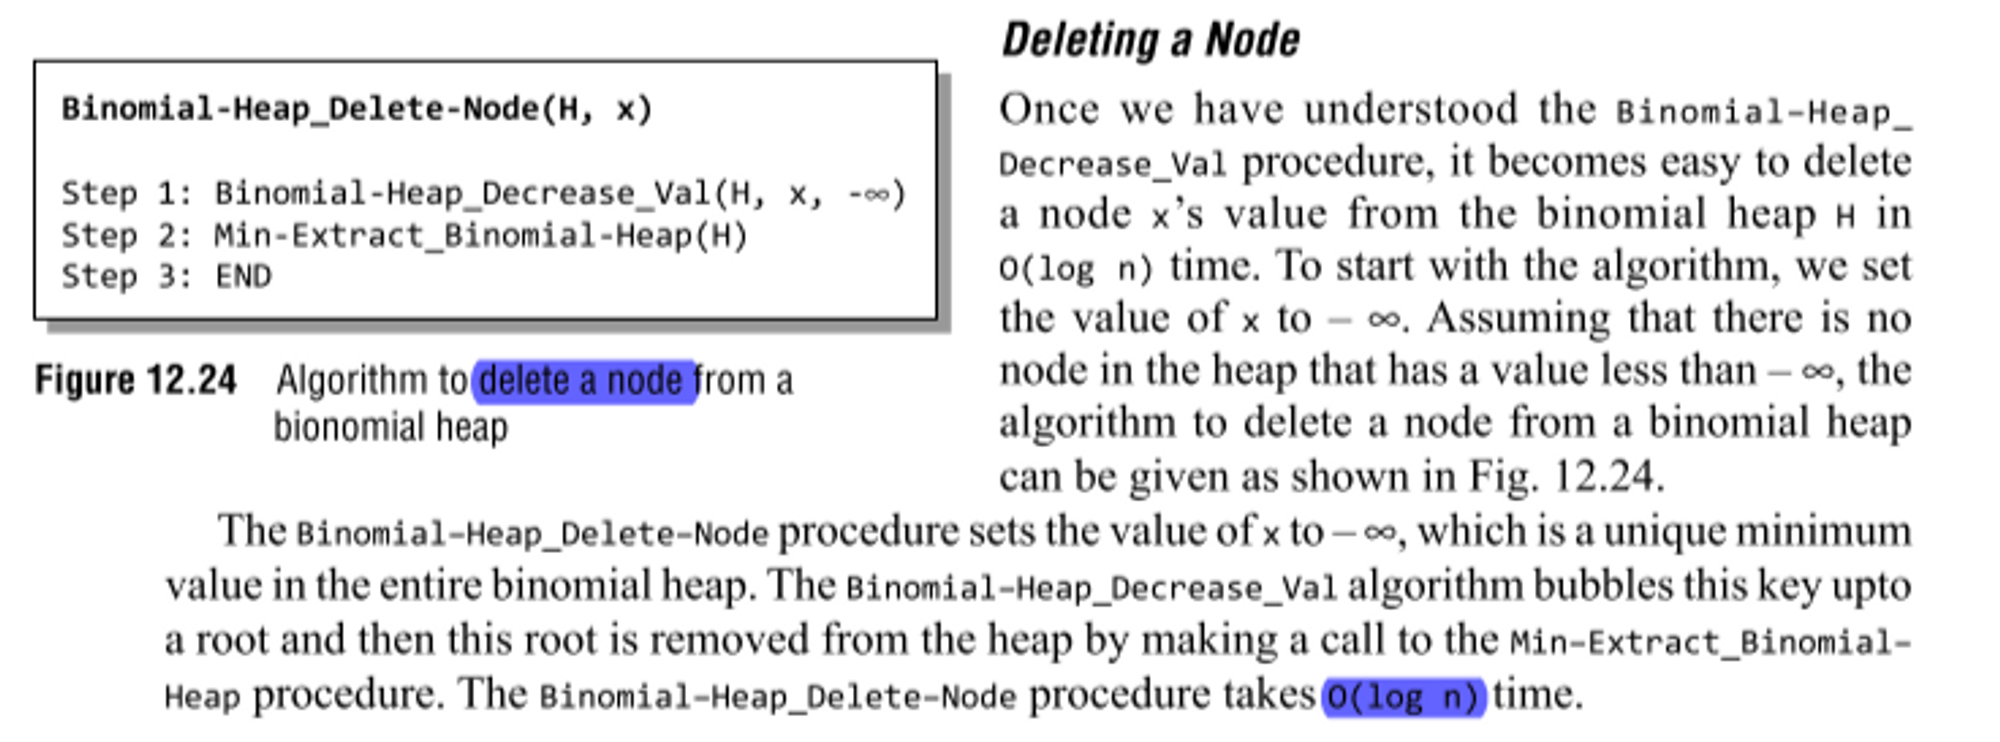 Binomial-Heap_Delete-Node(H, x)
Step 1: Binomial-Heap_Decrease_Val(H, x, -∞)
Step 2: Min-Extract_Binomial-Heap(H)
Step 3: END
Figure 12.24 Algorithm to delete a node from a
bionomial heap
Deleting a Node
Once we have understood the Binomial-Heap_
Decrease_Val procedure, it becomes easy to delete
a node x's value from the binomial heap H in
O(log n) time. To start with the algorithm, we set
the value of x to – ∞. Assuming that there is no
node in the heap that has a value less than – ∞, the
algorithm to delete a node from a binomial heap
can be given as shown in Fig. 12.24.
The Binomial-Heap_Delete-Node procedure sets the value of x to – ∞, which is a unique minimum
value in the entire binomial heap. The Binomial-Heap_Decrease_Val algorithm bubbles this key upto
a root and then this root is removed from the heap by making a call to the Min-Extract_Binomial-
Heap procedure. The Binomial-Heap_Delete-Node procedure takes O(log n) time.